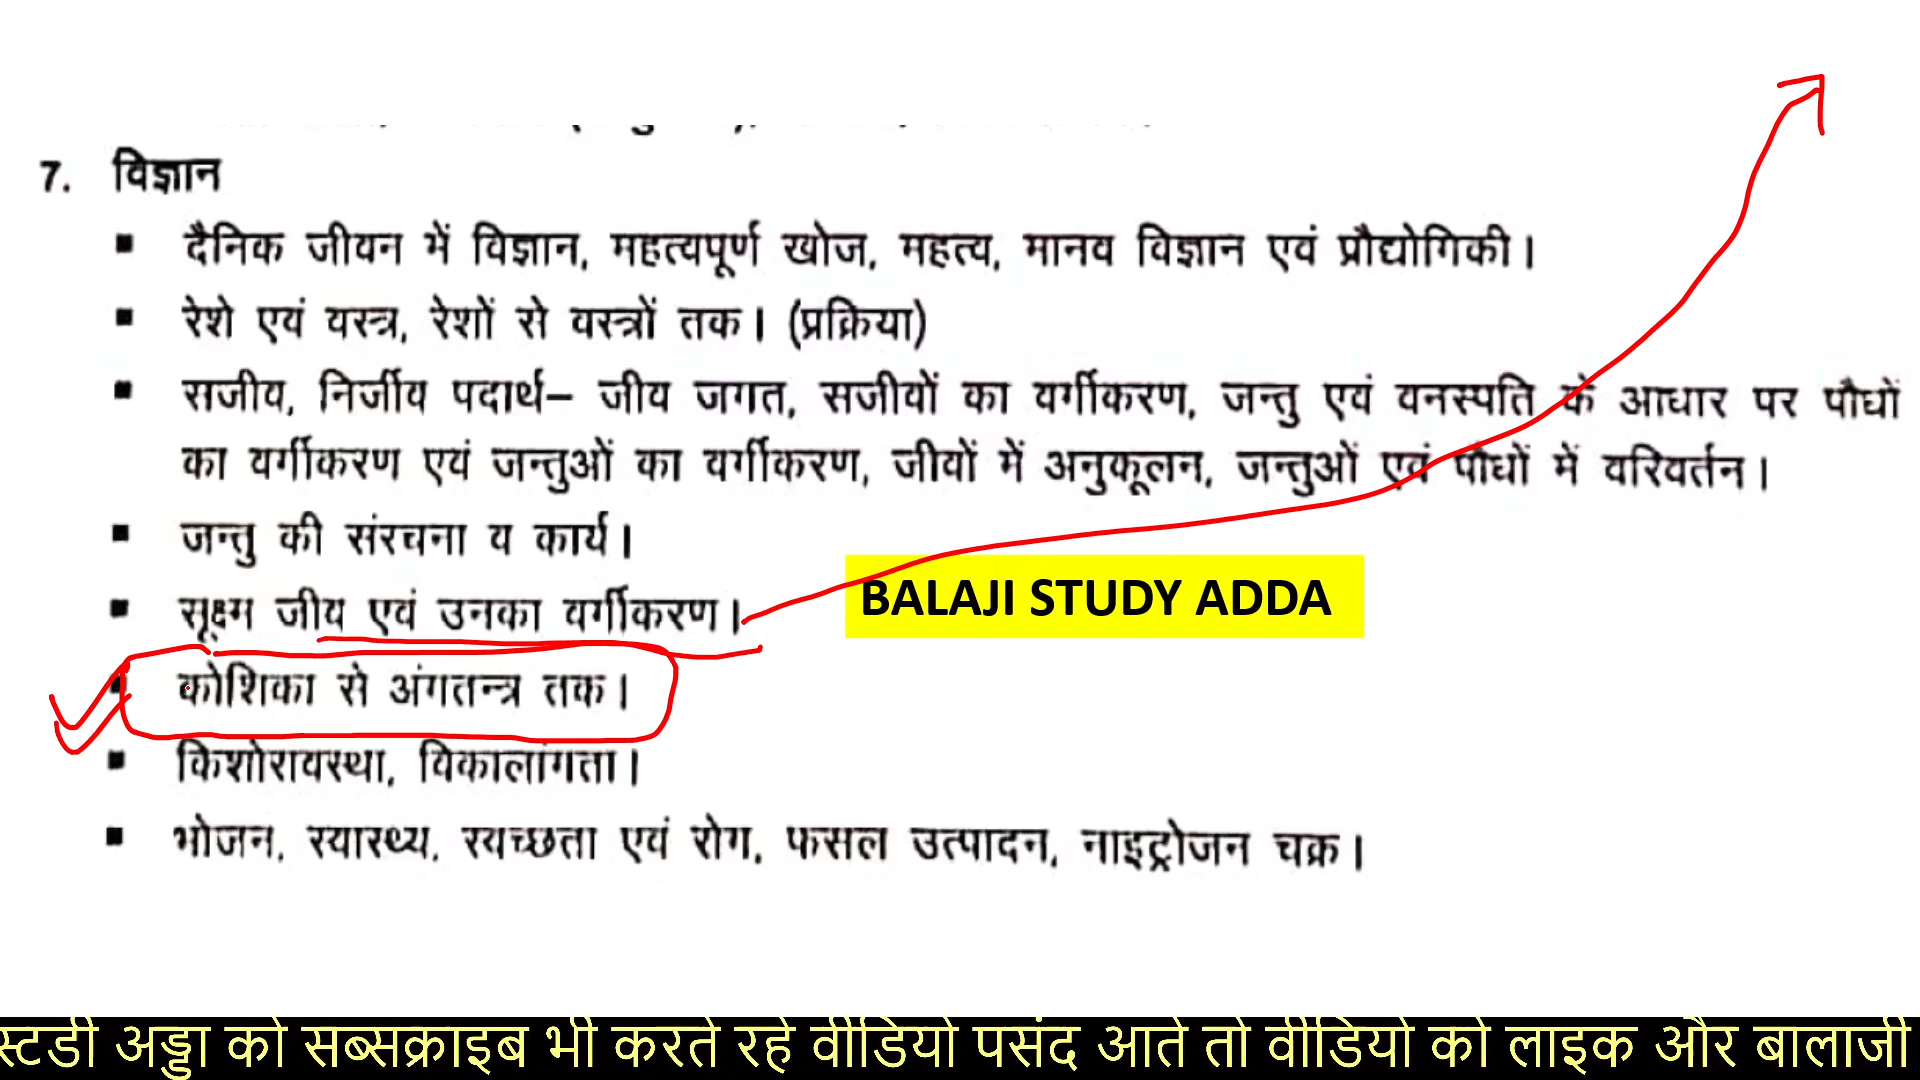 7. विज्ञान
▪ दैनिक जीवन में विज्ञान, महत्वपूर्ण खोज, महत्व, मानव विज्ञान एवं प्रौद्योगिकी।
▪ रेशे एवं वस्त्र, रेशों से वस्त्रों तक। (प्रक्रिया)
▪ सजीव, निर्जीव पदार्थ– जीव जगत, सजीवों का वर्गीकरण, जन्तु एवं वनस्पति के आधार पर पौधों
का वर्गीकरण एवं जन्तुओं का वर्गीकरण, जीवों में अनुकूलन, जन्तुओं एवं पौधों में परिवर्तन।
▪ जन्तु की संरचना व कार्य।
BALAJI STUDY ADDA
▪ सूक्ष्म जीव एवं उनका वर्गीकरण।
▪ कोशिका से अंगतन्त्र तक।
▪ किशोरावस्था, विकालांगता।
▪ भोजन, स्वास्थ्य, स्वच्छता एवं रोग, फसल उत्पादन, नाइट्रोजन चक्र।
स्टडी अड्डा को सब्सक्राइब भी करते रहे वीडियो पसंद आते तो वीडियो को लाइक और बालाजी